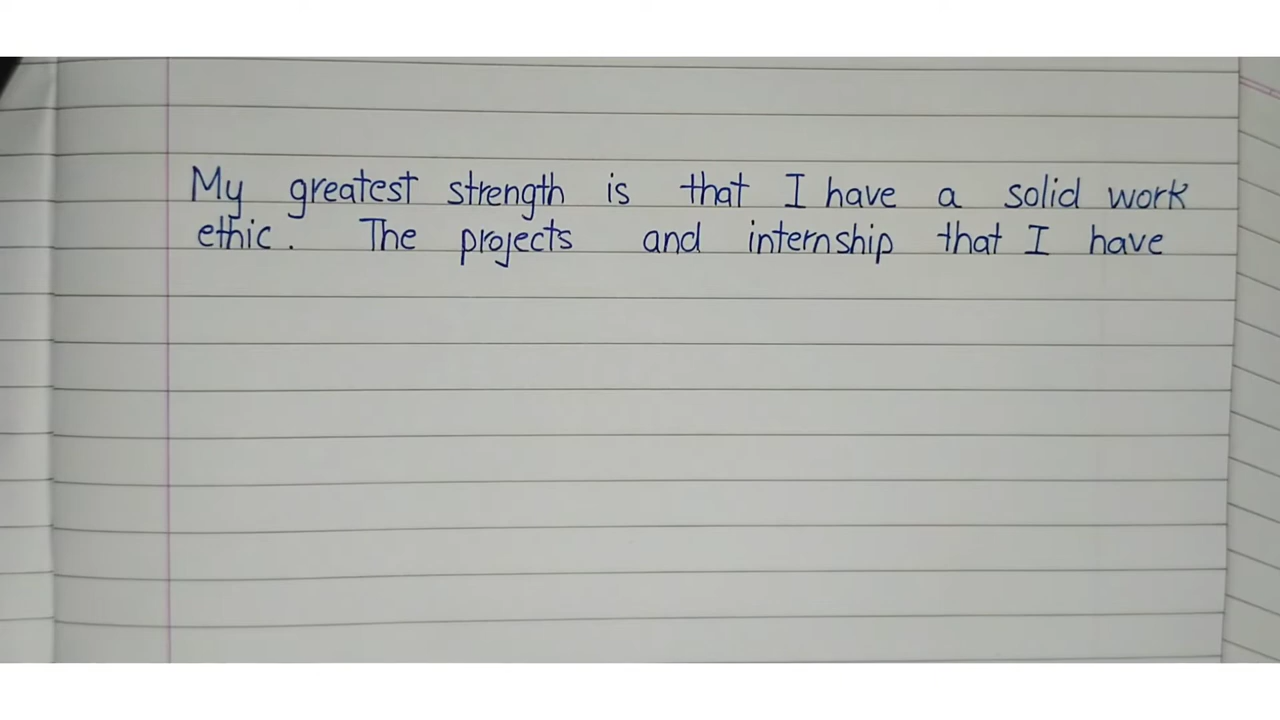 My greatest strength is that I have a solid work
ethic. The projects and internship that I have